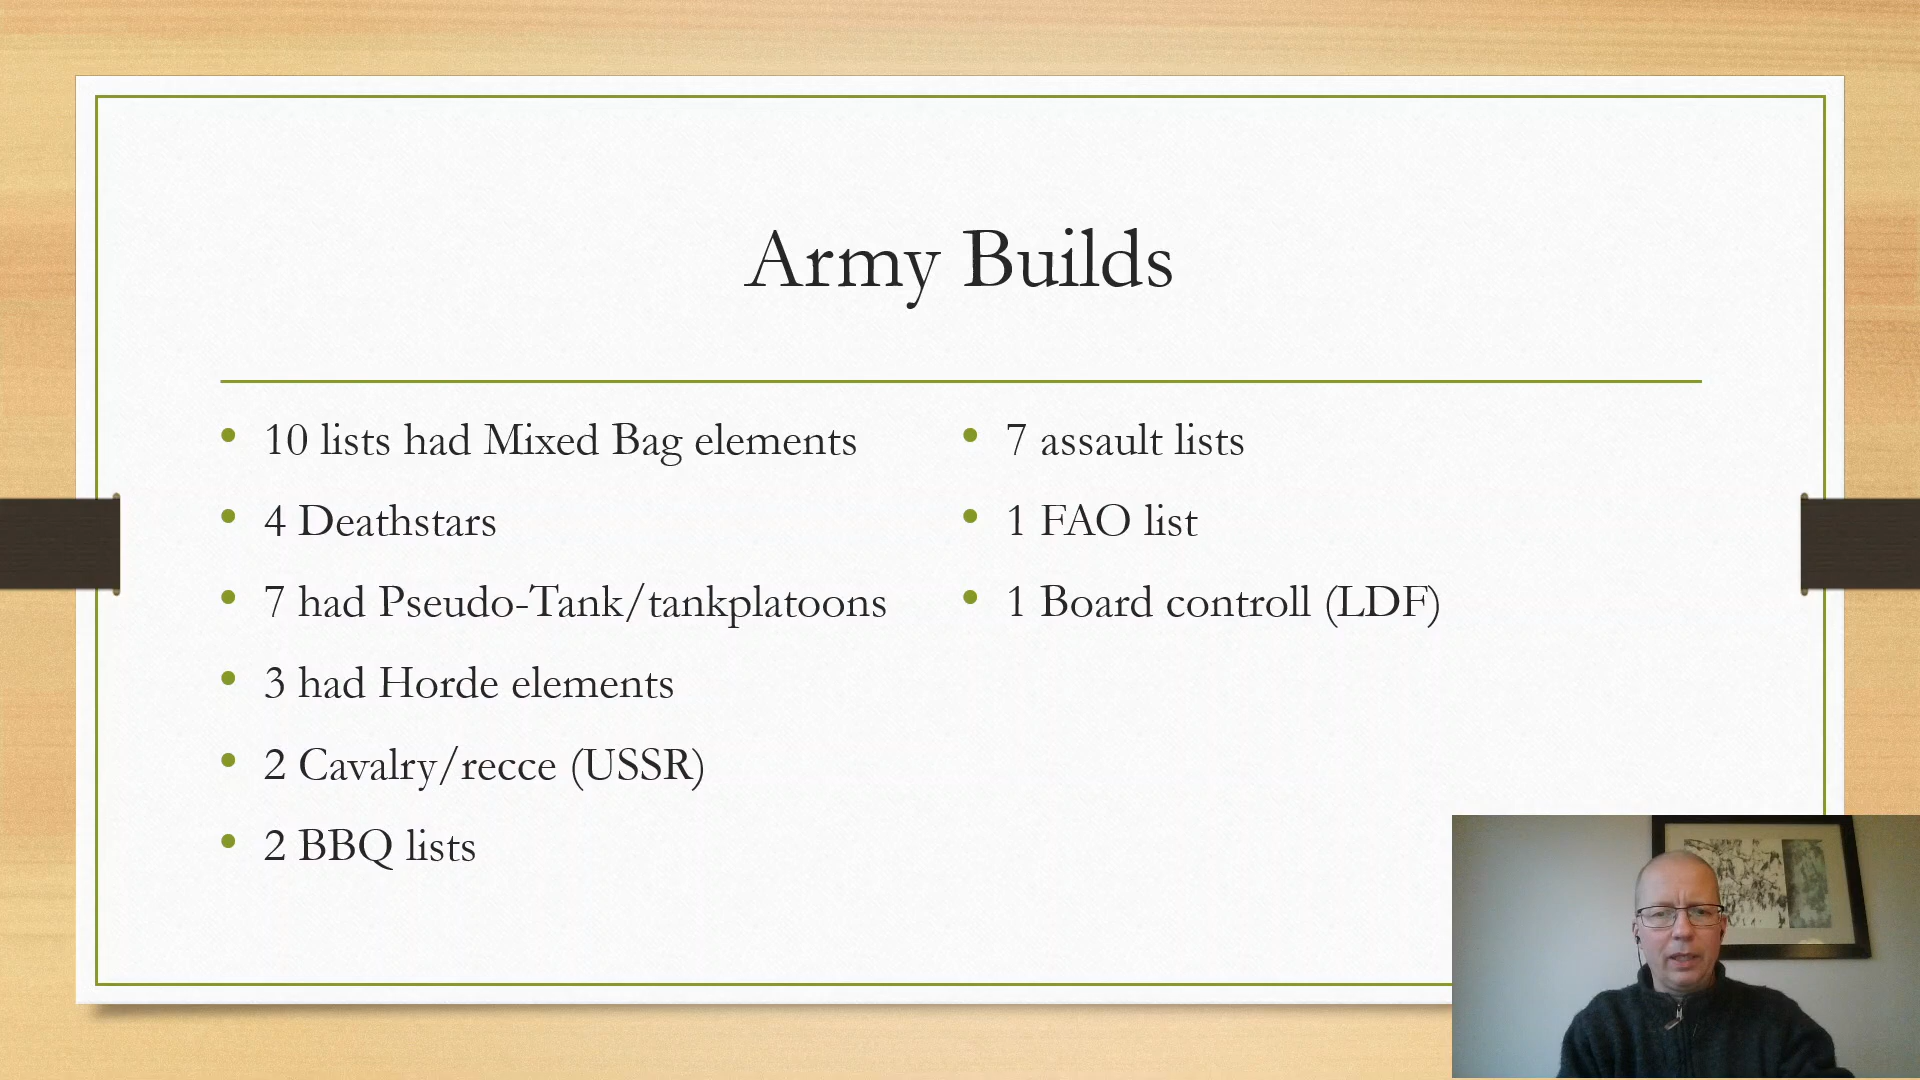 Army Builds
10 lists had Mixed Bag elements
4 Deathstars
7 had Pseudo-Tank/tankplatoons
3 had Horde elements
2 Cavalry/recce (USSR)
2 BBQ lists
7 assault lists
1 FAO list
1 Board controll (LDF)